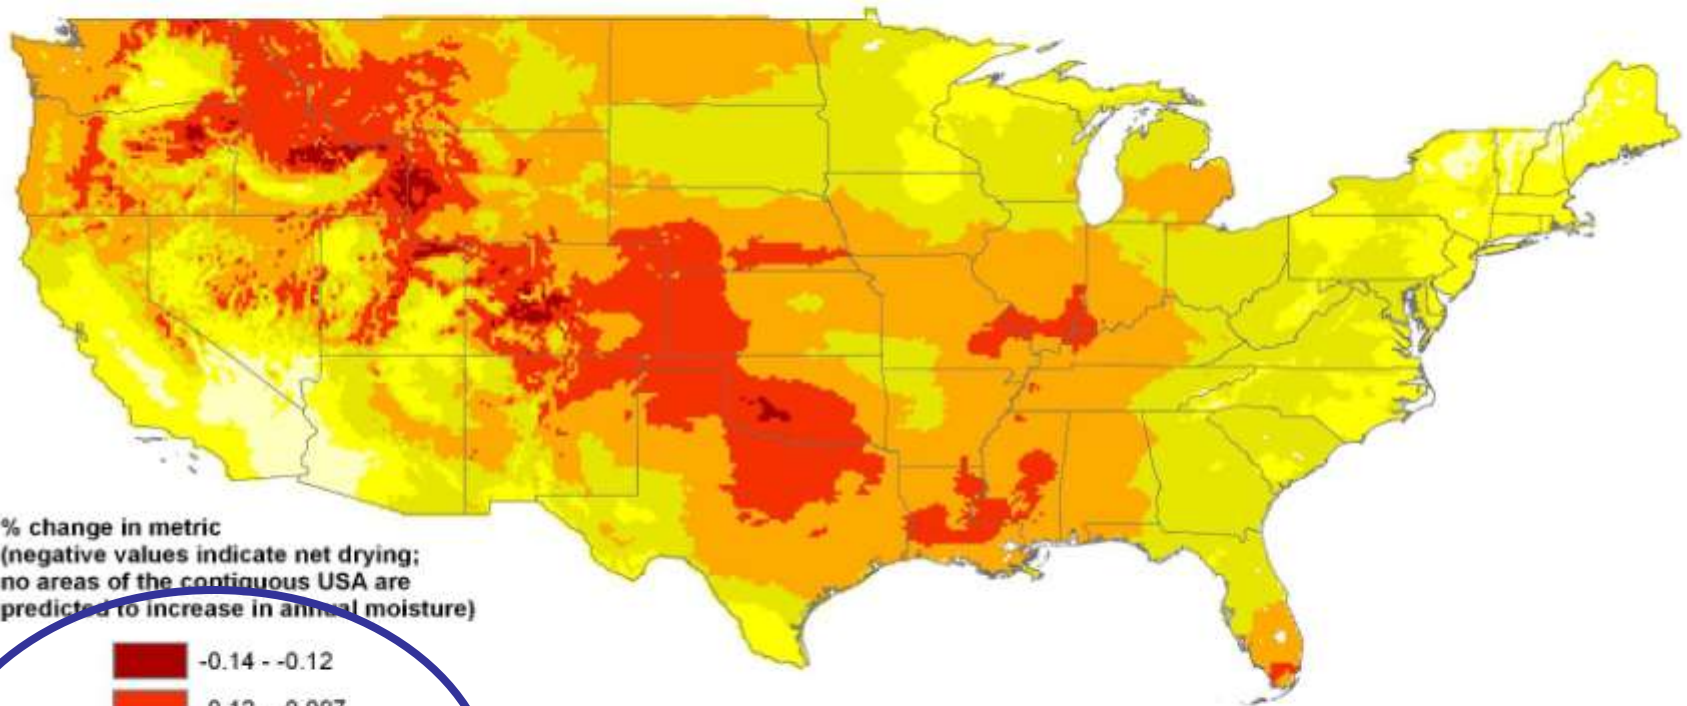 % change in metric
(negative values indicate net drying;
no areas of the contiguous USA are
predicted to increase in annual moisture)
-0.14 - -0.12